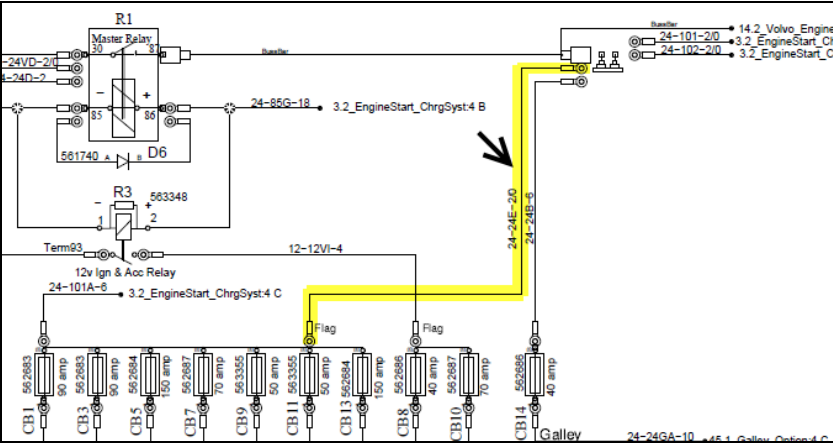 R1
Master Relay
30
87
BussBar
BussBar
14.2_Volvo_Engine
24-101-2/0
3.2_EngineStart_Ch
24-102-2/0
3.2_EngineStart_C
-24VD-2/0
4-24D-2
−
+
85
86
24-85G-18
3.2_EngineStart_ChrgSyst:4 B
561740
A
B
D6
R3
563348
−
+
1
2
24-24E-2/0
24-24B-6
Term93
12-12VI-4
12v Ign & Acc Relay
24-101A-6
3.2_EngineStart_ChrgSyst:4 C
Flag
Flag
562683
90 amp
562683
90 amp
562684
150 amp
562687
70 amp
563355
50 amp
563355
50 amp
562684
150 amp
562686
40 amp
562687
70 amp
562686
40 amp
CB1
CB3
CB5
CB7
CB9
CB11
CB13
CB8
CB10
CB14
Galley
24-24GA-10
45.1_Galley_Option:4 C